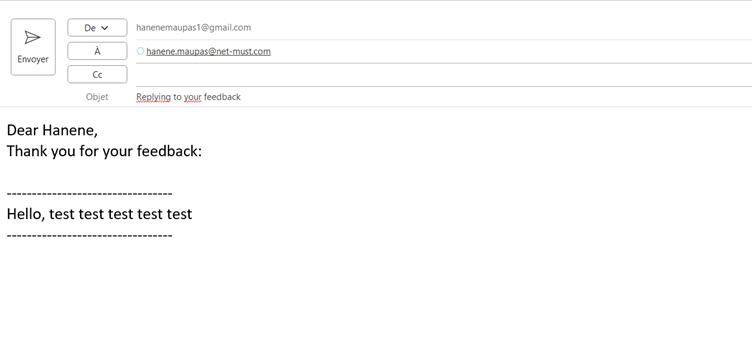 De
hanenemaupas1@gmail.com
Envoyer
À
hanene.maupas@net-must.com
Cc
Objet
Replying to your feedback
Dear Hanene,
Thank you for your feedback:
---------------------------------
Hello, test test test test test
---------------------------------